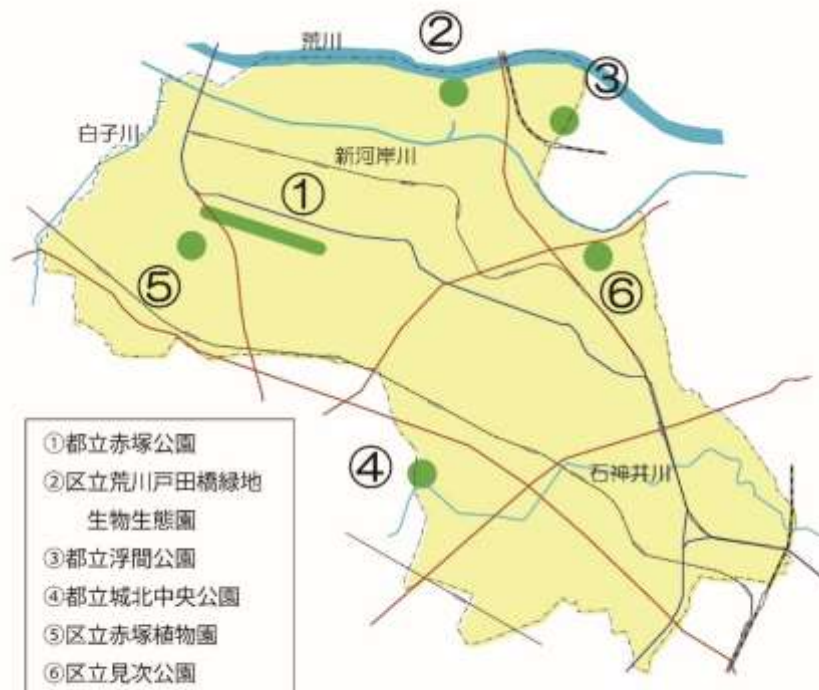 荒川
②
③
白子川
新河岸川
①
⑤
⑥
④
石神井川
①都立赤塚公園
②区立荒川戸田橋緑地
生物生態園
③都立浮間公園
④都立城北中央公園
⑤区立赤塚植物園
⑥区立見次公園